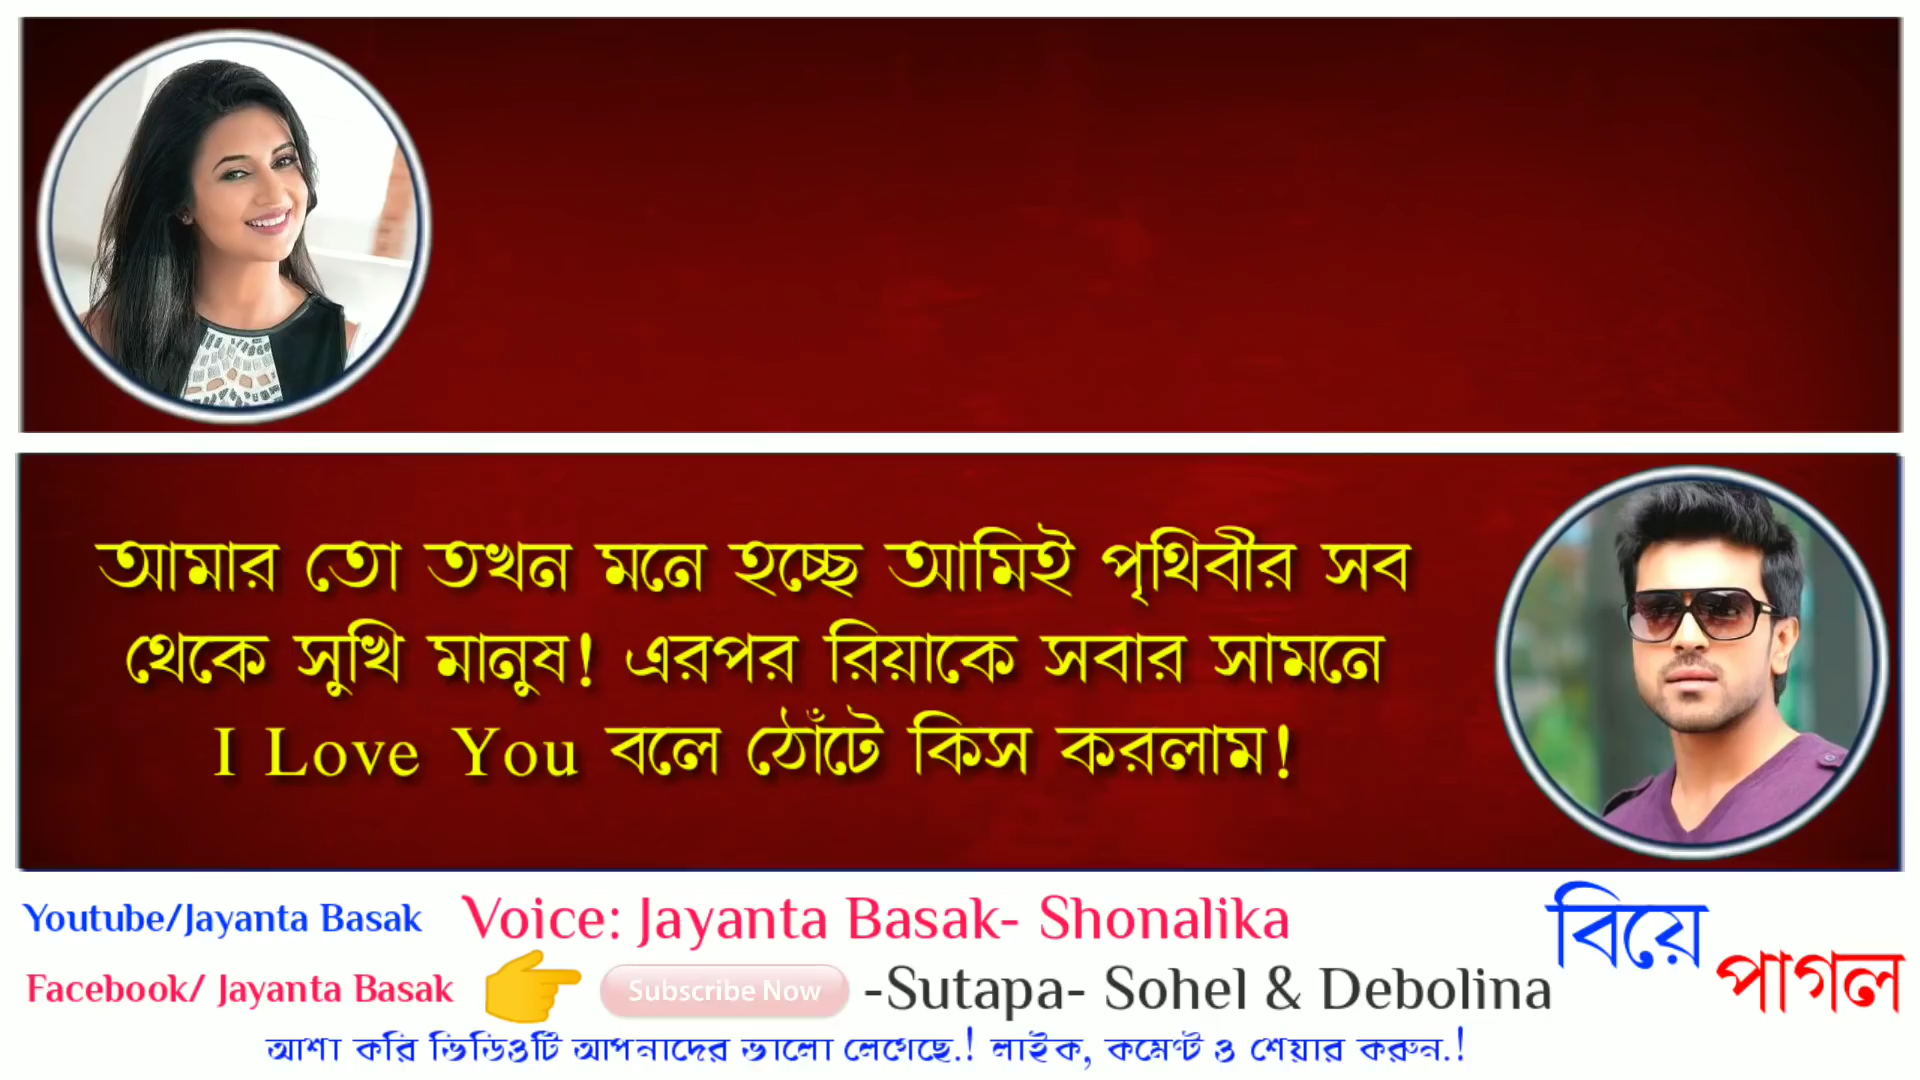 আমার তো তখন মনে হচ্ছে আমিই পৃথিবীর সব
থেকে সুখি মানুষ! এরপর রিয়াকে সবার সামনে
I Love You বলে ঠোঁটে কিস করলাম!
Youtube/Jayanta Basak
Voice: Jayanta Basak- Shonalika
বিয়ে
পাগল
Facebook/ Jayanta Basak
Subscribe Now
-Sutapa- Sohel & Debolina
আশা করি ভিডিওটি আপনাদের ভালো লেগেছে.! লাইক, কমেণ্ট ও শেয়ার করুন.!